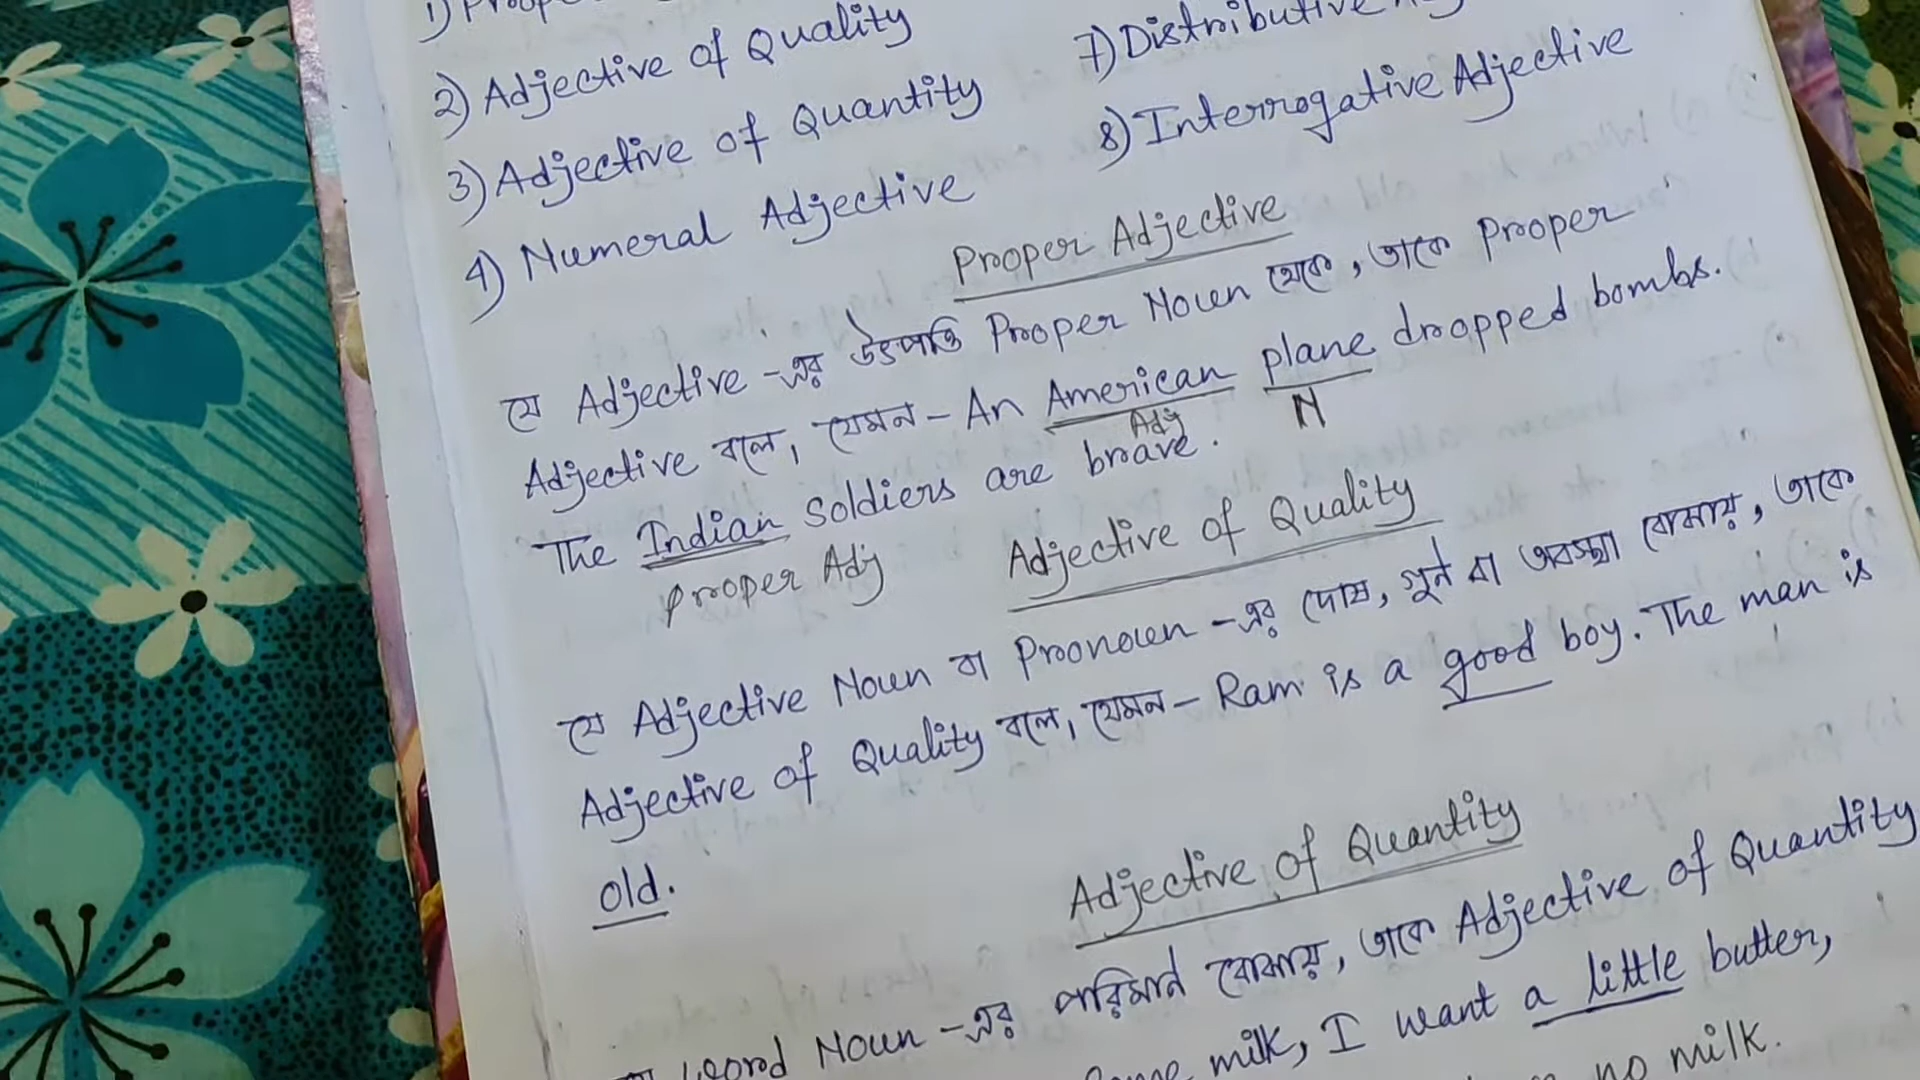 1) Prope
2) Adjective of Quality
3) Adjective of Quantity
4) Numeral Adjective
7) Distributive
8) Interrogative Adjective
Proper Adjective
যে Adjective -এর উৎপত্তি Proper Noun থেকে, তাকে Proper
Adjective বলে, যেমন - An American plane dropped bombs.
Adj N
The Indian soldiers are brave.
Proper Adj
Adjective of Quality
যে Adjective Noun বা Pronoun -এর দোষ, গুর্ন বা অবস্থা বোঝায়, তাকে
Adjective of Quality বলে, যেমন - Ram is a good boy. The man is
old.
Adjective of Quantity
word Noun -এর পরিমার্ন বোঝায়, তাকে Adjective of Quantity
Some milk, I want a little butter,
no milk.